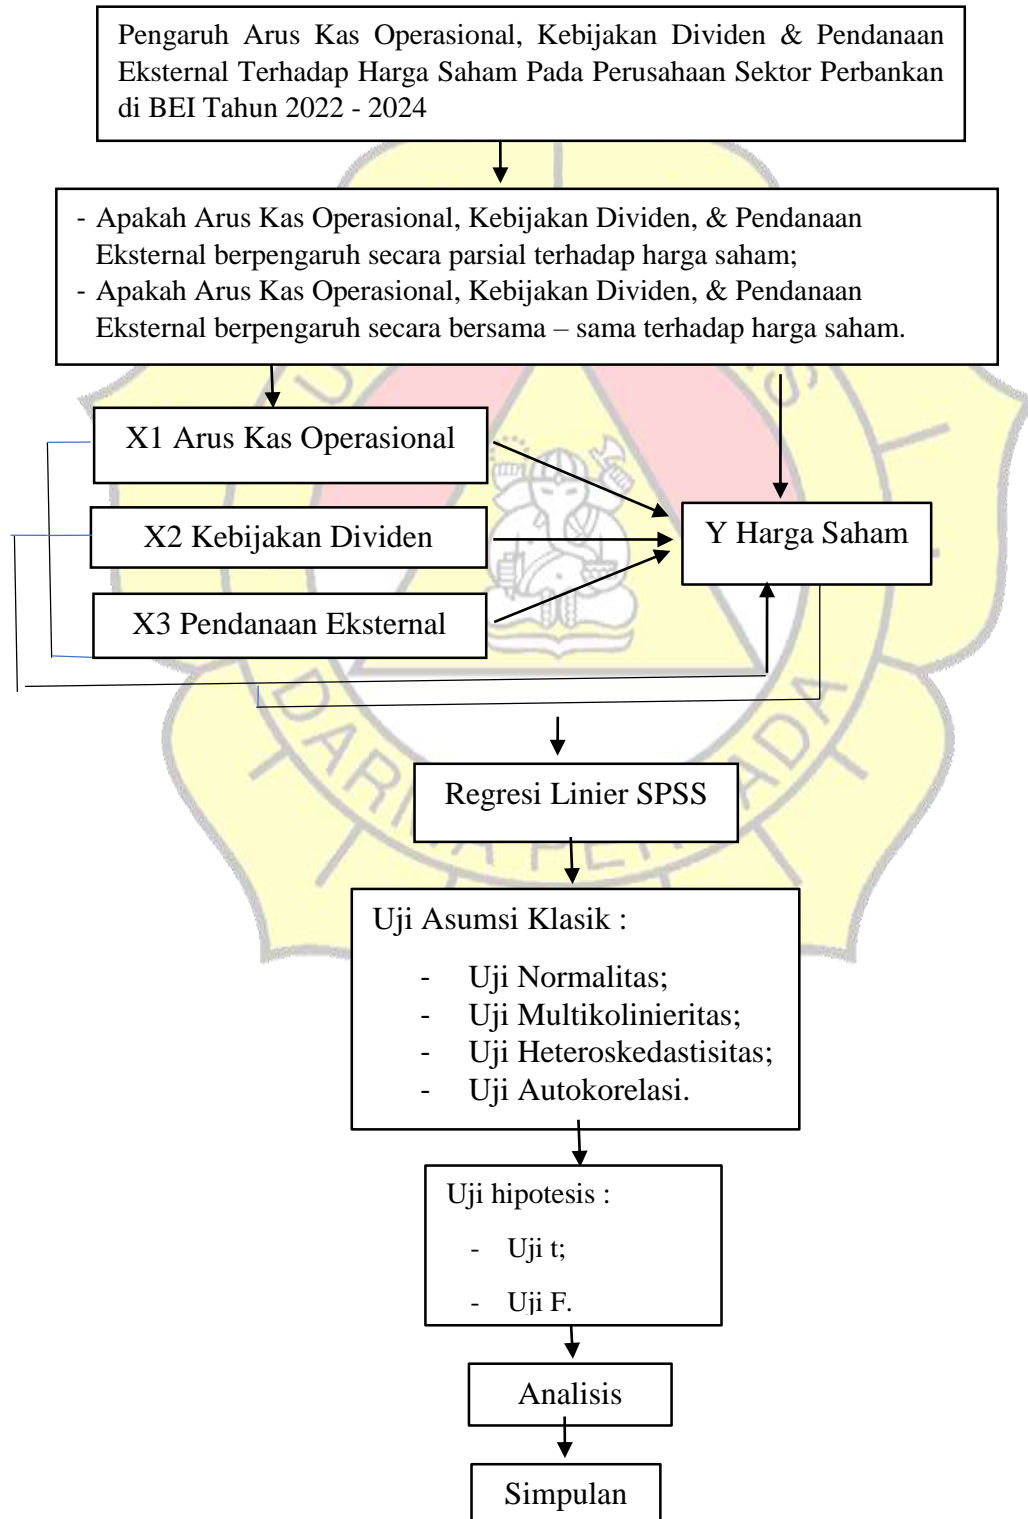 Pengaruh Arus Kas Operasional, Kebijakan Dividen & Pendanaan
Eksternal Terhadap Harga Saham Pada Perusahaan Sektor Perbankan
di BEI Tahun 2022 - 2024
- Apakah Arus Kas Operasional, Kebijakan Dividen, & Pendanaan
Eksternal berpengaruh secara parsial terhadap harga saham;
- Apakah Arus Kas Operasional, Kebijakan Dividen, & Pendanaan
Eksternal berpengaruh secara bersama – sama terhadap harga saham.
X1 Arus Kas Operasional
X2 Kebijakan Dividen
Y Harga Saham
X3 Pendanaan Eksternal
Regresi Linier SPSS
Uji Asumsi Klasik :
- Uji Normalitas;
- Uji Multikolinieritas;
- Uji Heteroskedastisitas;
- Uji Autokorelasi.
Uji hipotesis :
- Uji t;
- Uji F.
Analisis
Simpulan